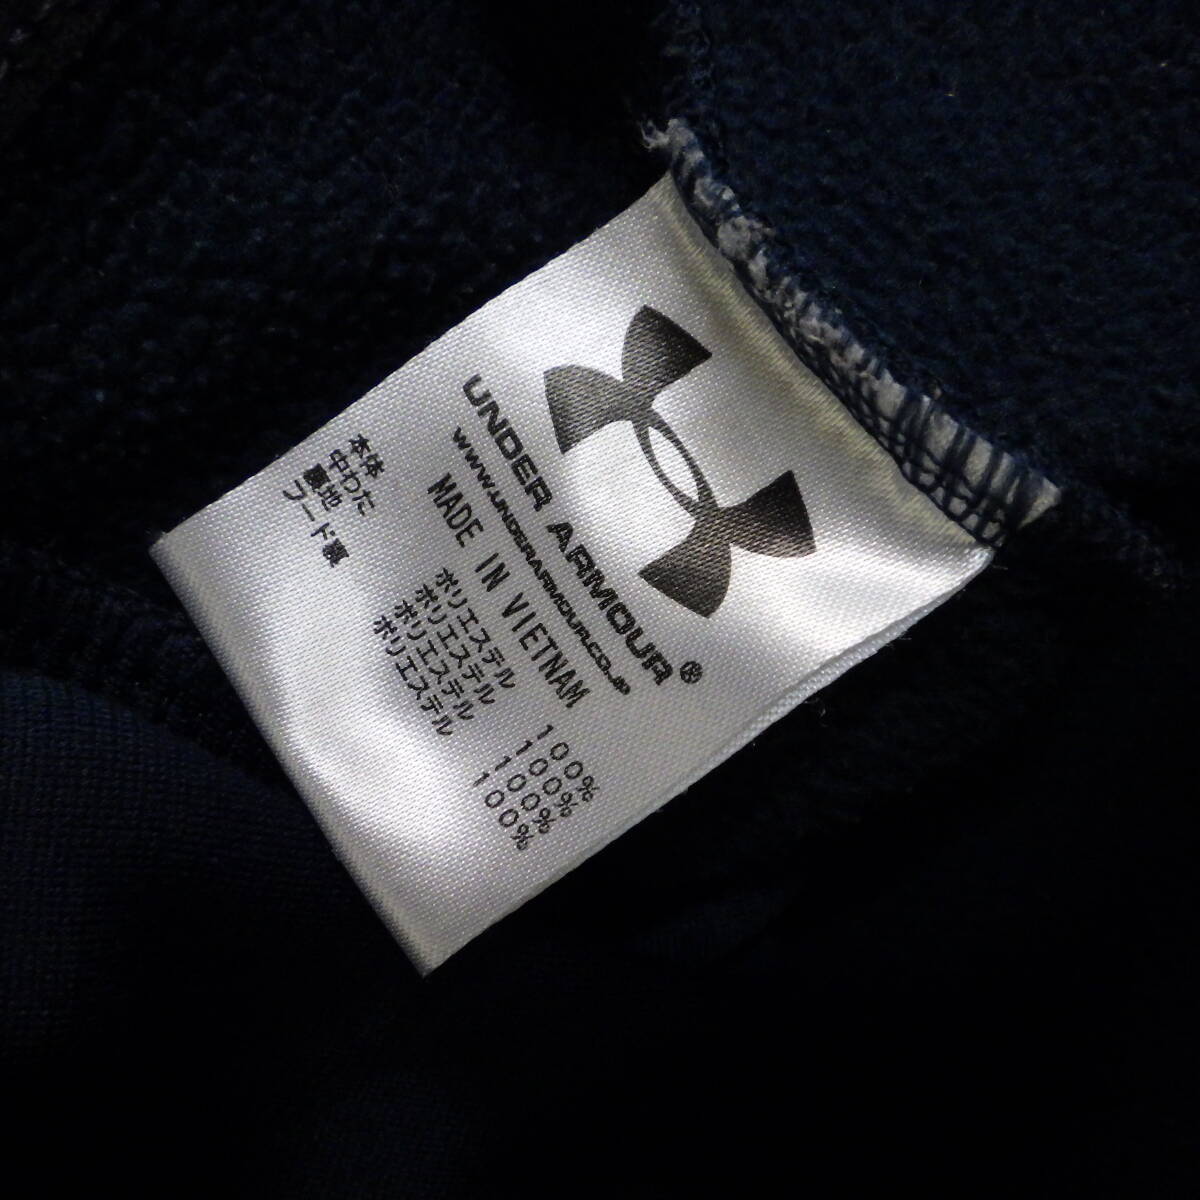 UNDER ARMOUR®
WWW.UNDERARMOUR.CO.JP
MADE IN VIETNAM
本体 ポリエステル 100%
中わた ポリエステル 100%
裏地 ポリエステル 100%
フード裏 ポリエステル 100%